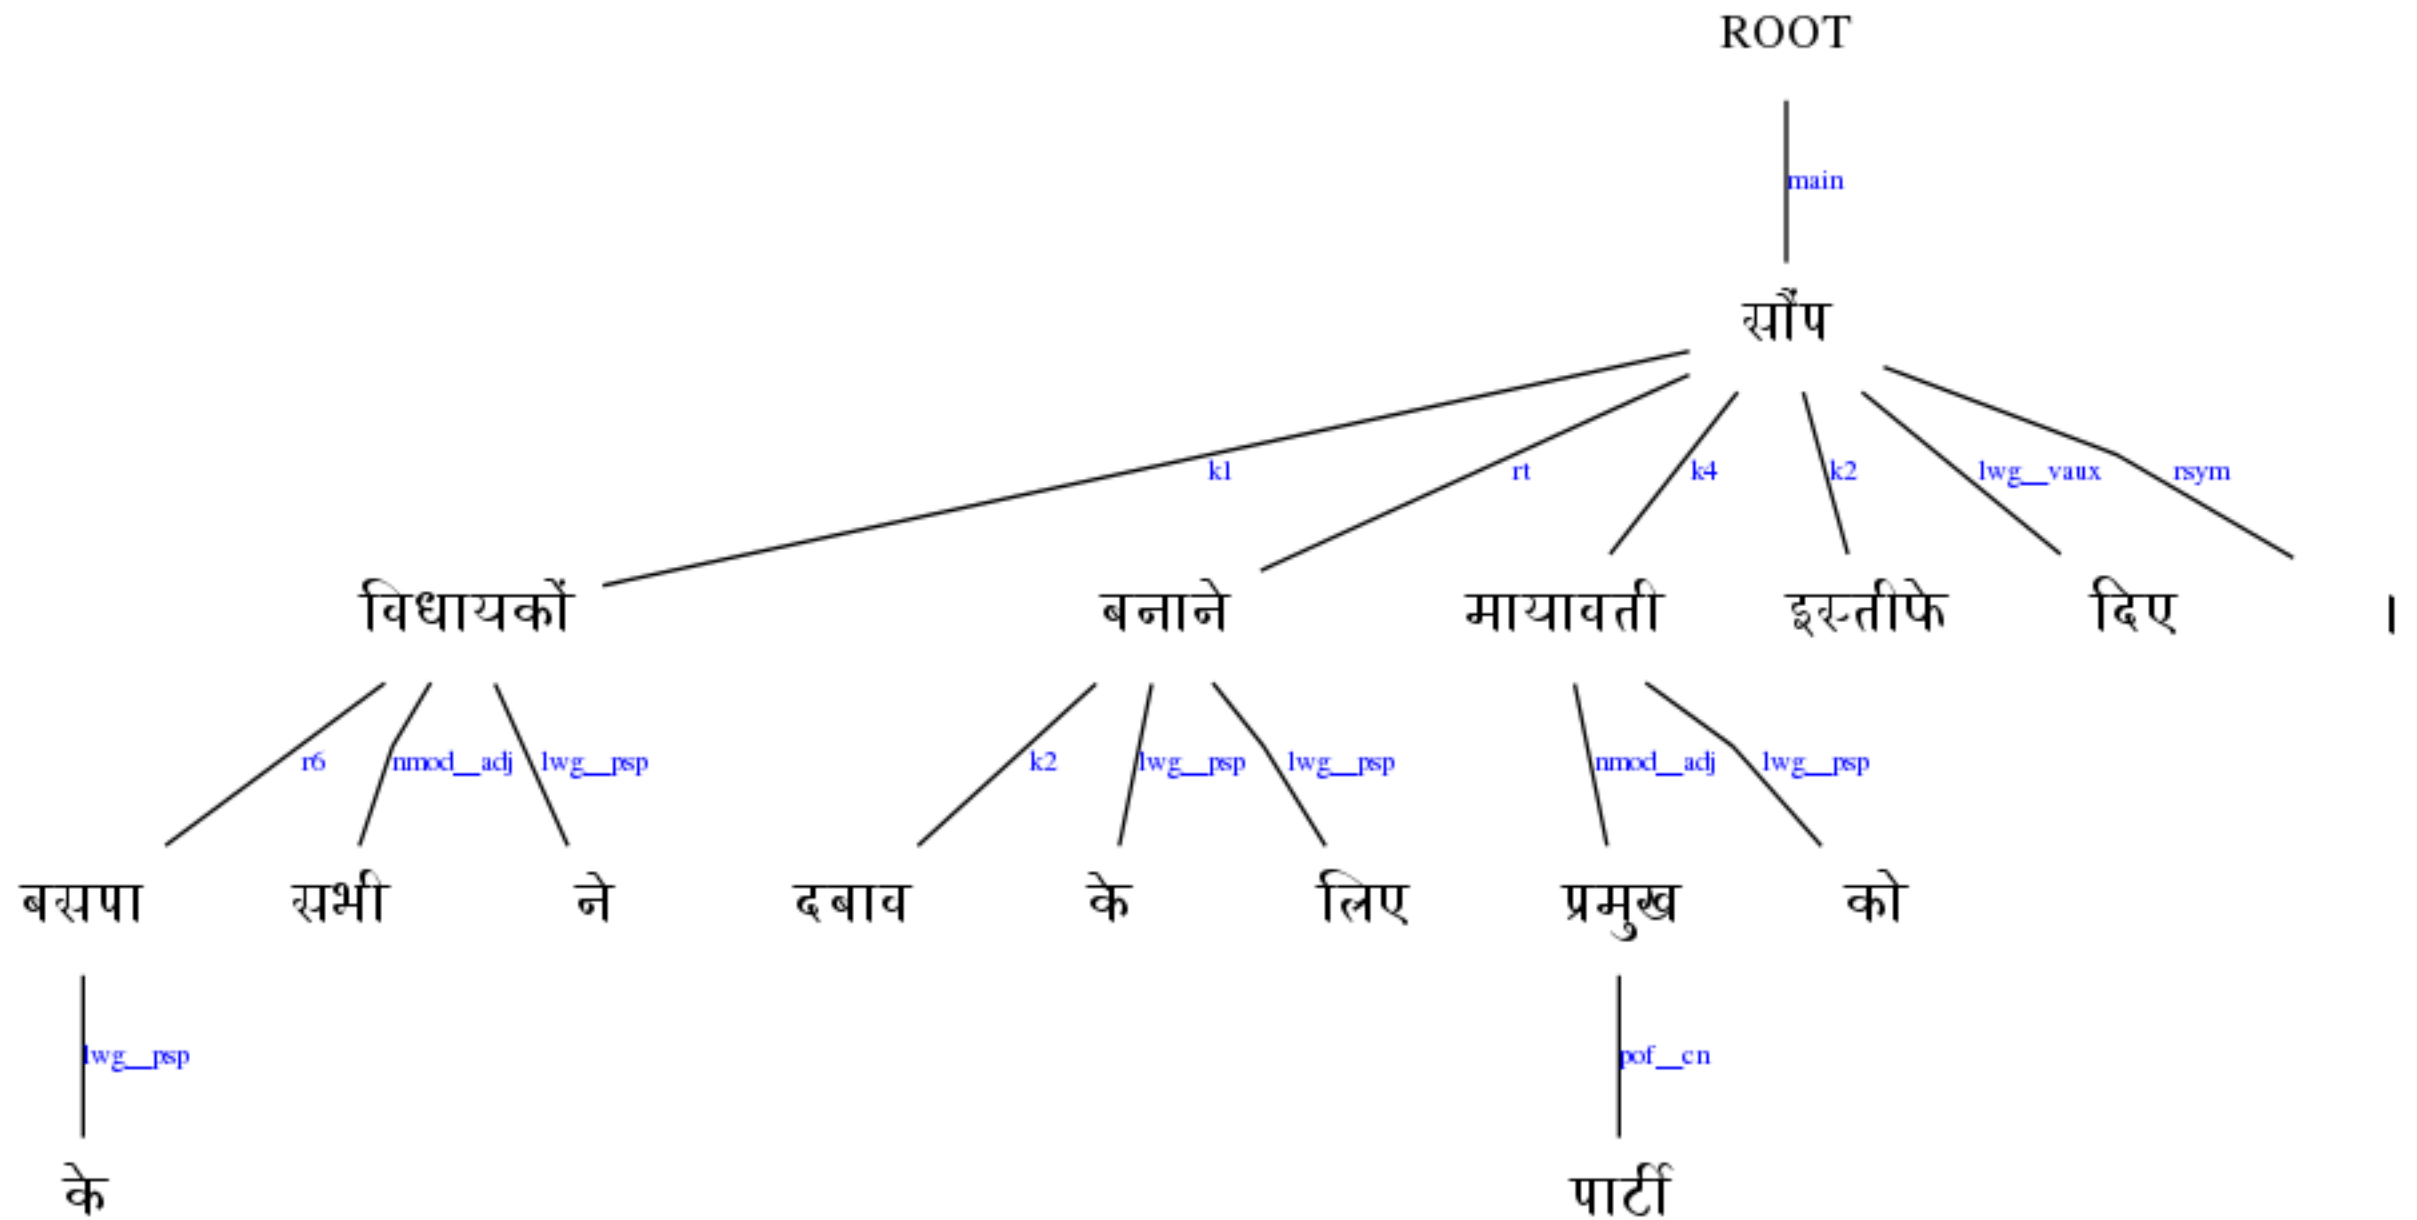 ROOT
main
सौंप
k1 rt k4 k2 lwg__vaux rsym
विधायकों बनाने मायावती इस्तीफे दिए ।
r6 nmod__adj lwg__psp k2 lwg__psp lwg__psp nmod__adj lwg__psp
बसपा सभी ने दबाव के लिए प्रमुख को
lwg__psp pof__cn
के पार्टी